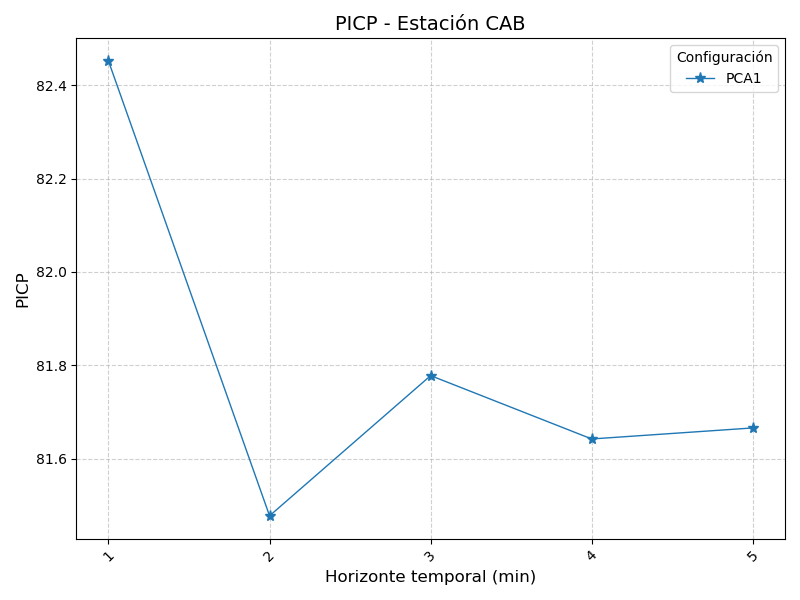 PICP - Estación CAB
Configuración
PCA1
82.4
82.2
82.0
81.8
81.6
PICP
1
2
3
4
5
Horizonte temporal (min)